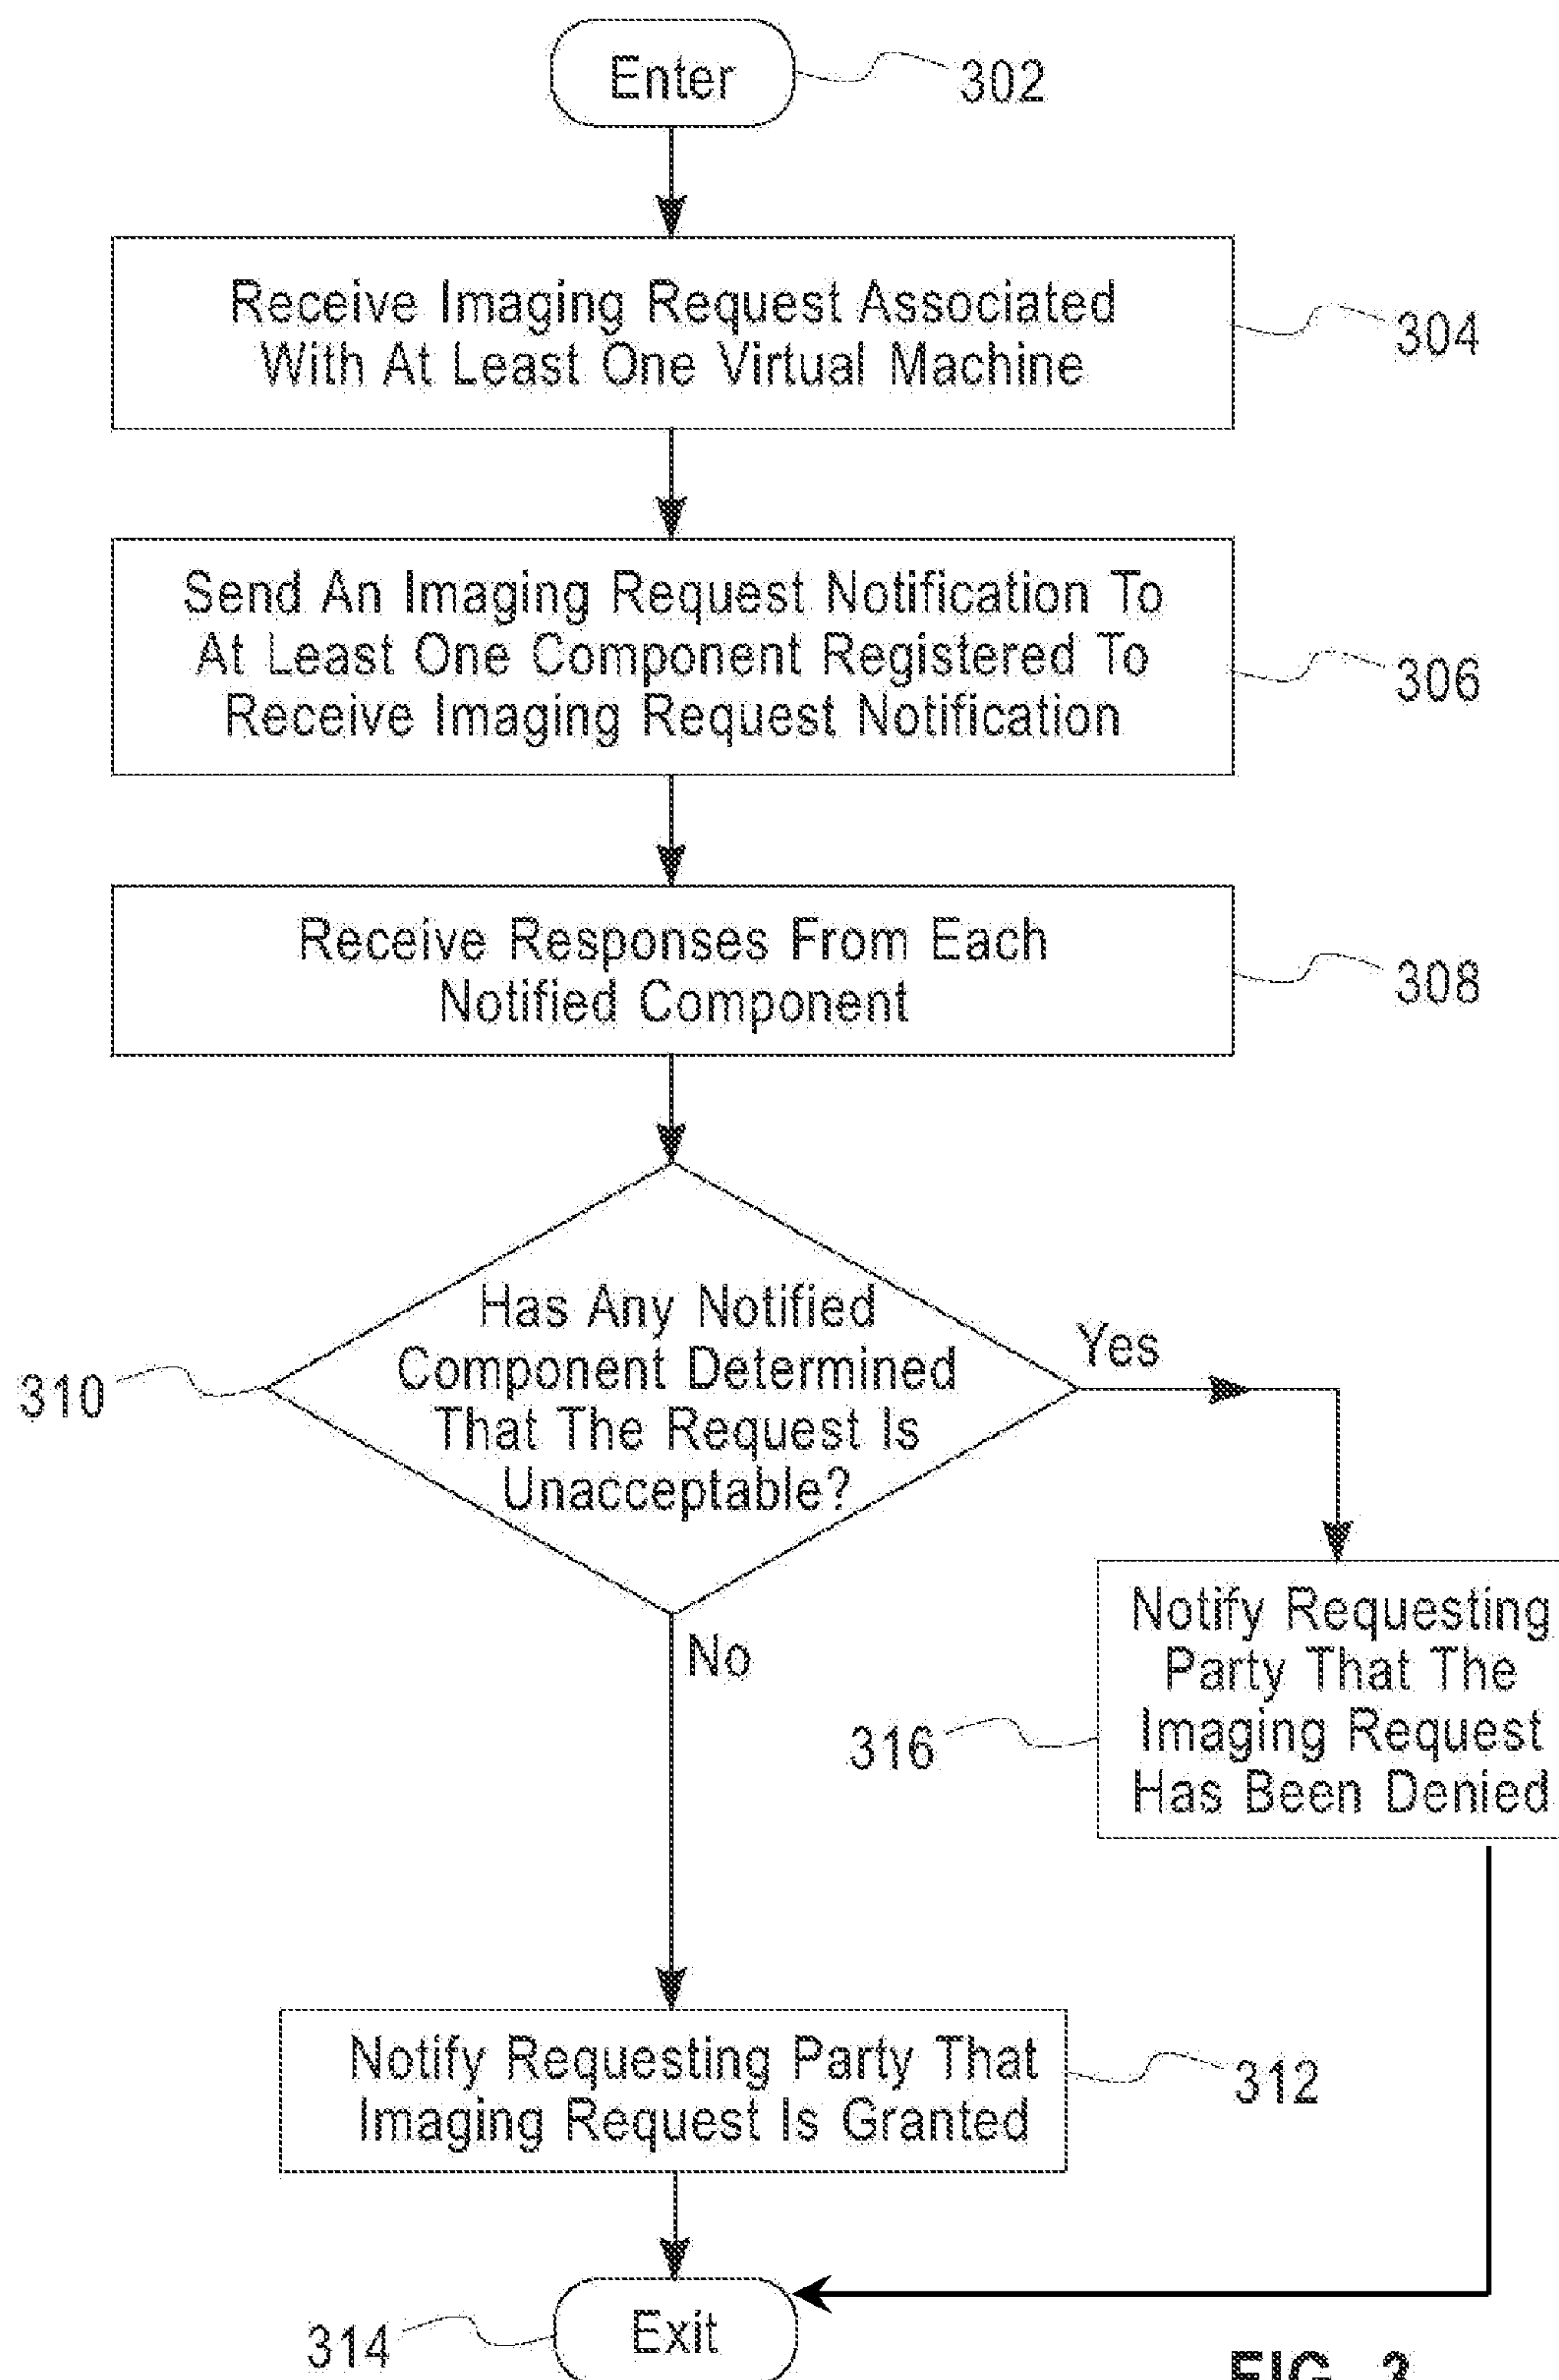 Enter
302
Receive Imaging Request Associated
With At Least One Virtual Machine
304
Send An Imaging Request Notification To
At Least One Component Registered To
Receive Imaging Request Notification
306
Receive Responses From Each
Notified Component
308
Has Any Notified
Component Determined
That The Request Is
Unacceptable?
310
Yes
No
Notify Requesting
Party That The
Imaging Request
Has Been Denied
316
Notify Requesting Party That
Imaging Request Is Granted
312
Exit
314
FIG.